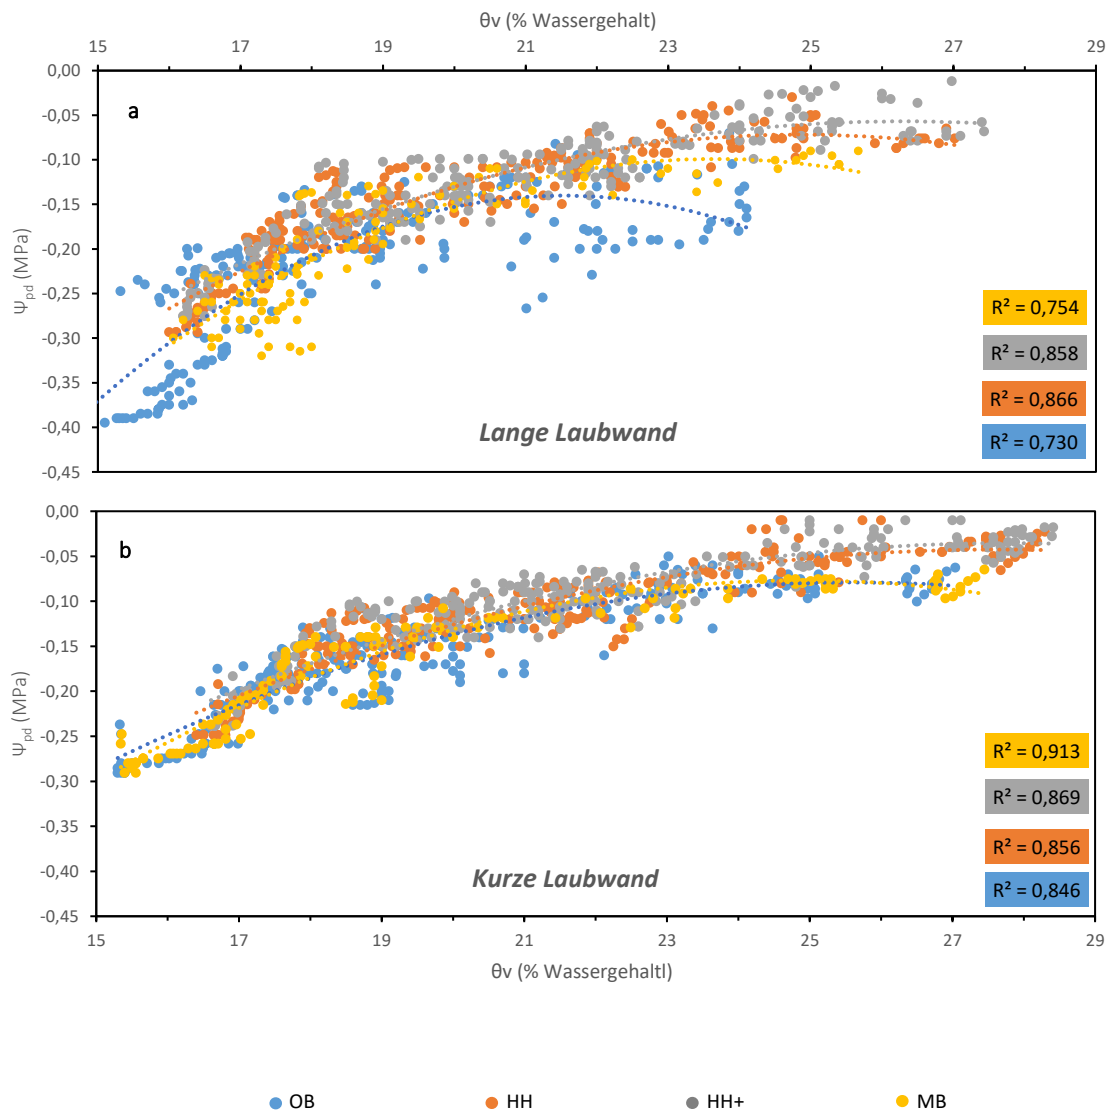 θv (% Wassergehalt)
15 17 19 21 23 25 27 29
0,00
-0,05
-0,10
-0,15
-0,20
-0,25
-0,30
-0,35
-0,40
-0,45
Ψpd (MPa)
a
R² = 0,754
R² = 0,858
R² = 0,866
R² = 0,730
Lange Laubwand
0,00
-0,05
-0,10
-0,15
-0,20
-0,25
-0,30
-0,35
-0,40
-0,45
Ψpd (MPa)
b
R² = 0,913
R² = 0,869
R² = 0,856
R² = 0,846
Kurze Laubwand
15 17 19 21 23 25 27 29
θv (% Wassergehaltl)
OB HH HH+ MB